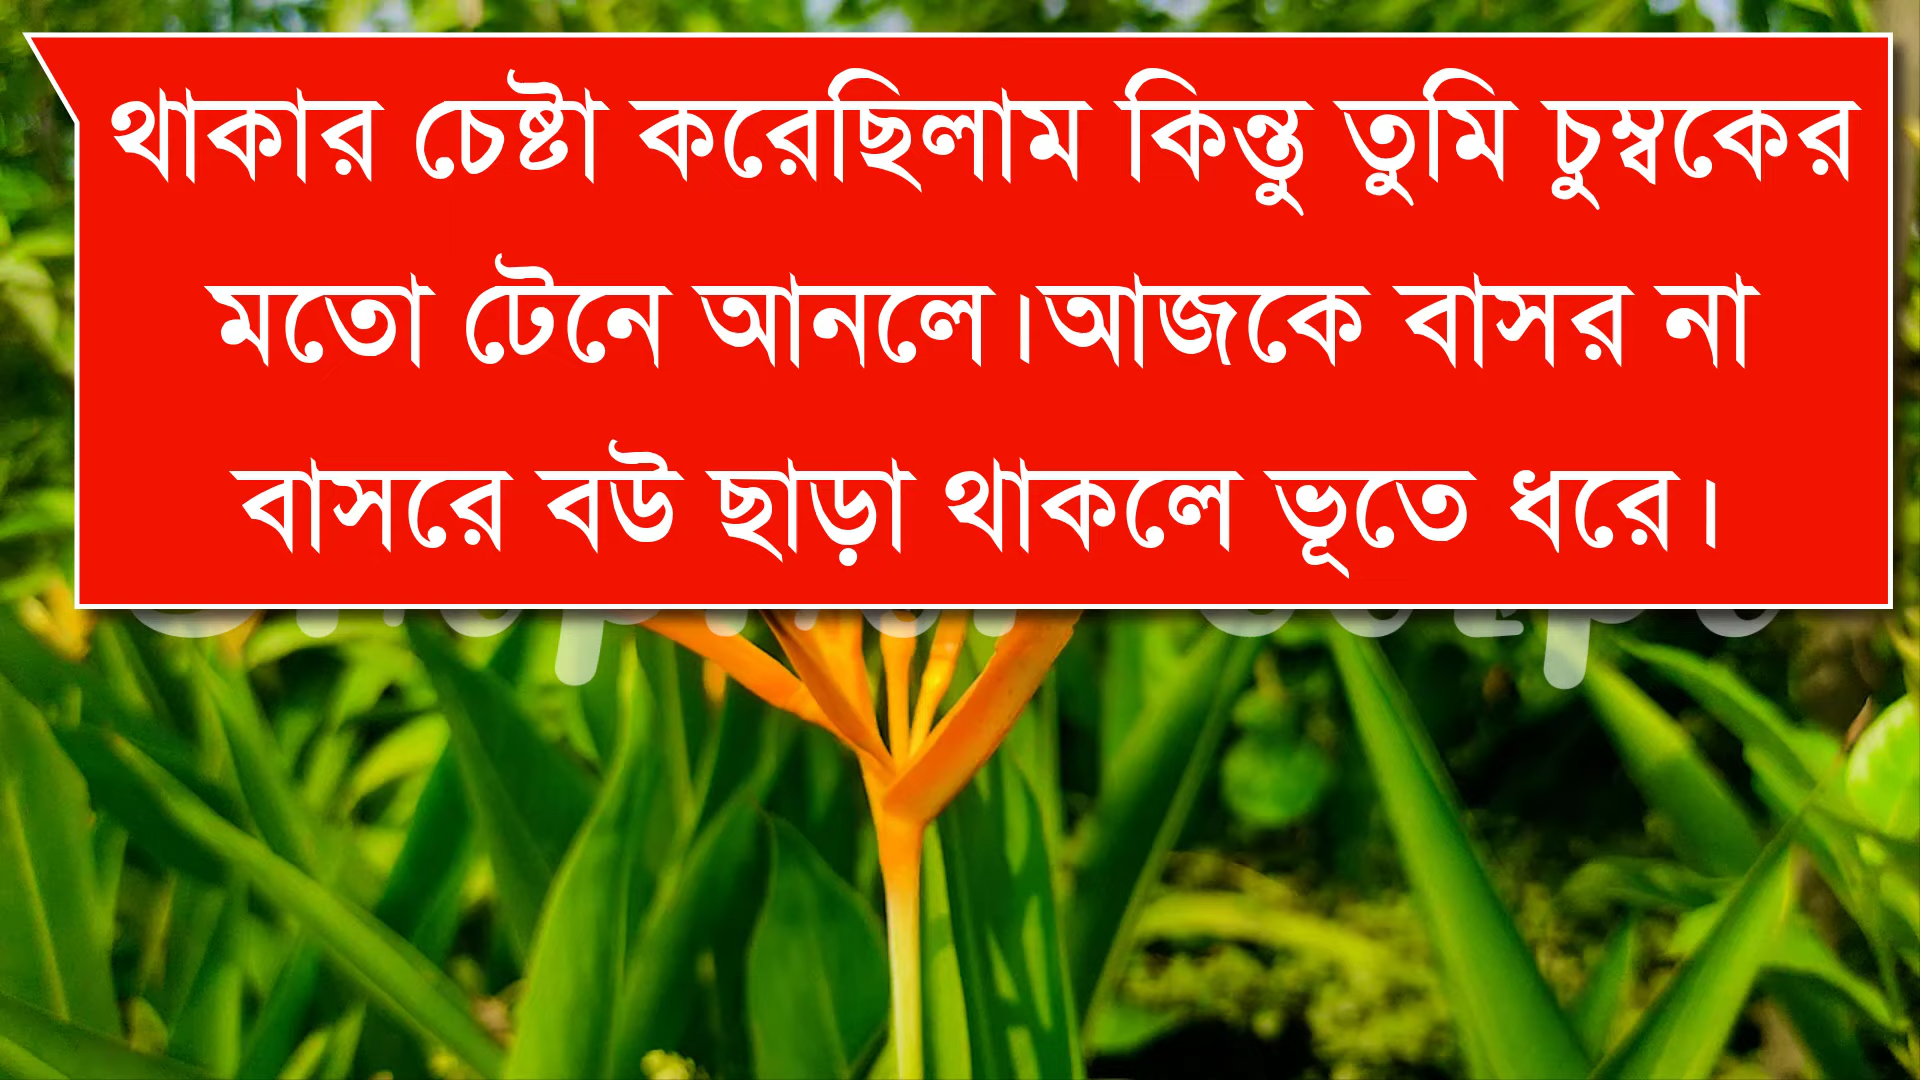 থাকার চেষ্টা করেছিলাম কিন্তু তুমি চুম্বকের
মতো টেনে আনলে।আজকে বাসর না
বাসরে বউ ছাড়া থাকলে ভূতে ধরে।